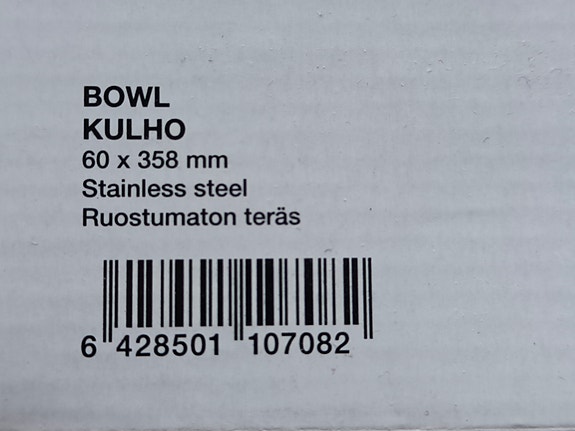 BOWL
KULHO
60 x 358 mm
Stainless steel
Ruostumaton teräs
6 428501 107082